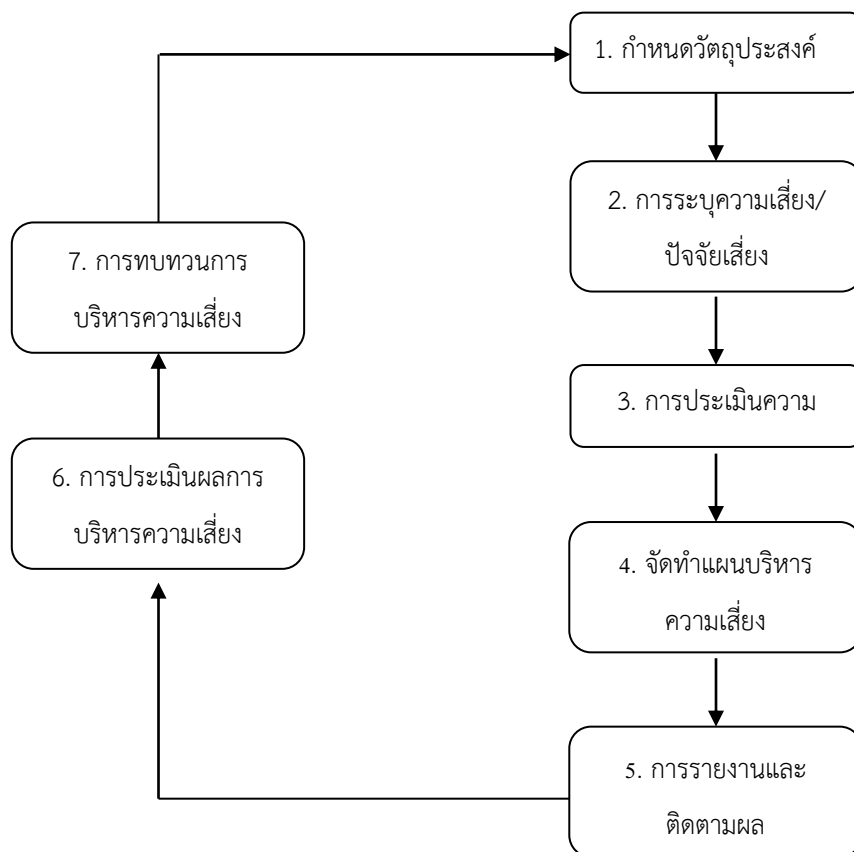 1. กำหนดวัตถุประสงค์
2. การระบุความเสี่ยง/
ปัจจัยเสี่ยง
3. การประเมินความ
4. จัดทำแผนบริหาร
ความเสี่ยง
5. การรายงานและ
ติดตามผล
6. การประเมินผลการ
บริหารความเสี่ยง
7. การทบทวนการ
บริหารความเสี่ยง